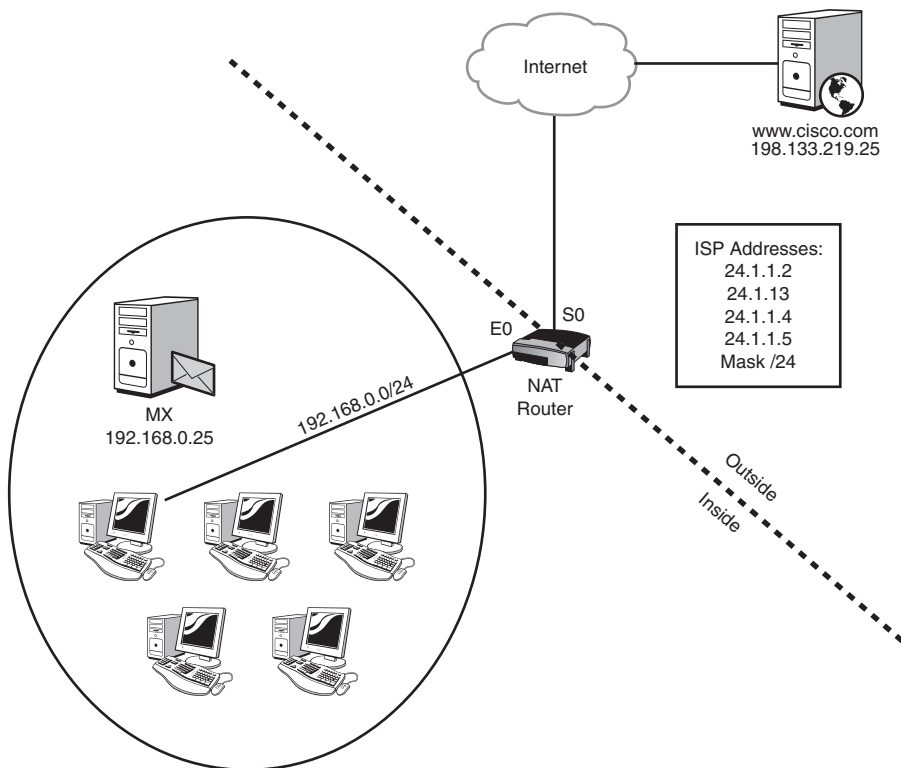 Internet
www.cisco.com
198.133.219.25
ISP Addresses:
24.1.1.2
24.1.13
24.1.1.4
24.1.1.5
Mask /24
E0
S0
NAT
Router
MX
192.168.0.25
192.168.0.0/24
Outside
Inside